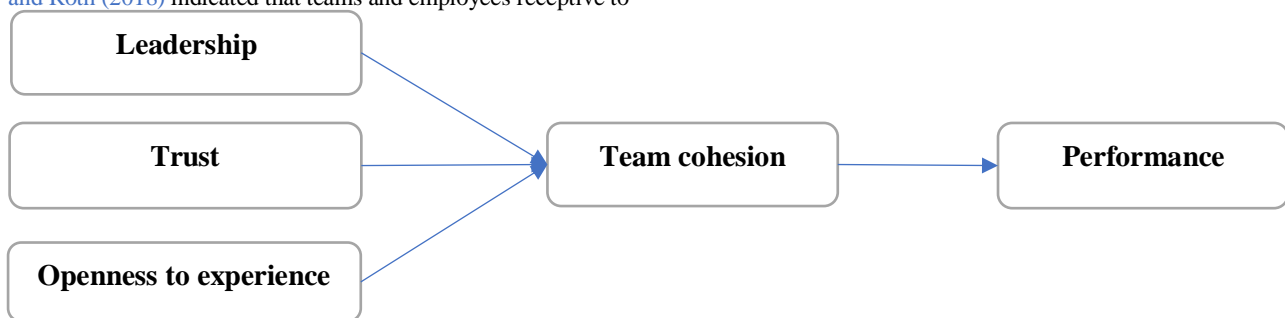 and Roth (2018) indicated that teams and employees receptive to
Leadership
Trust
Team cohesion
Performance
Openness to experience